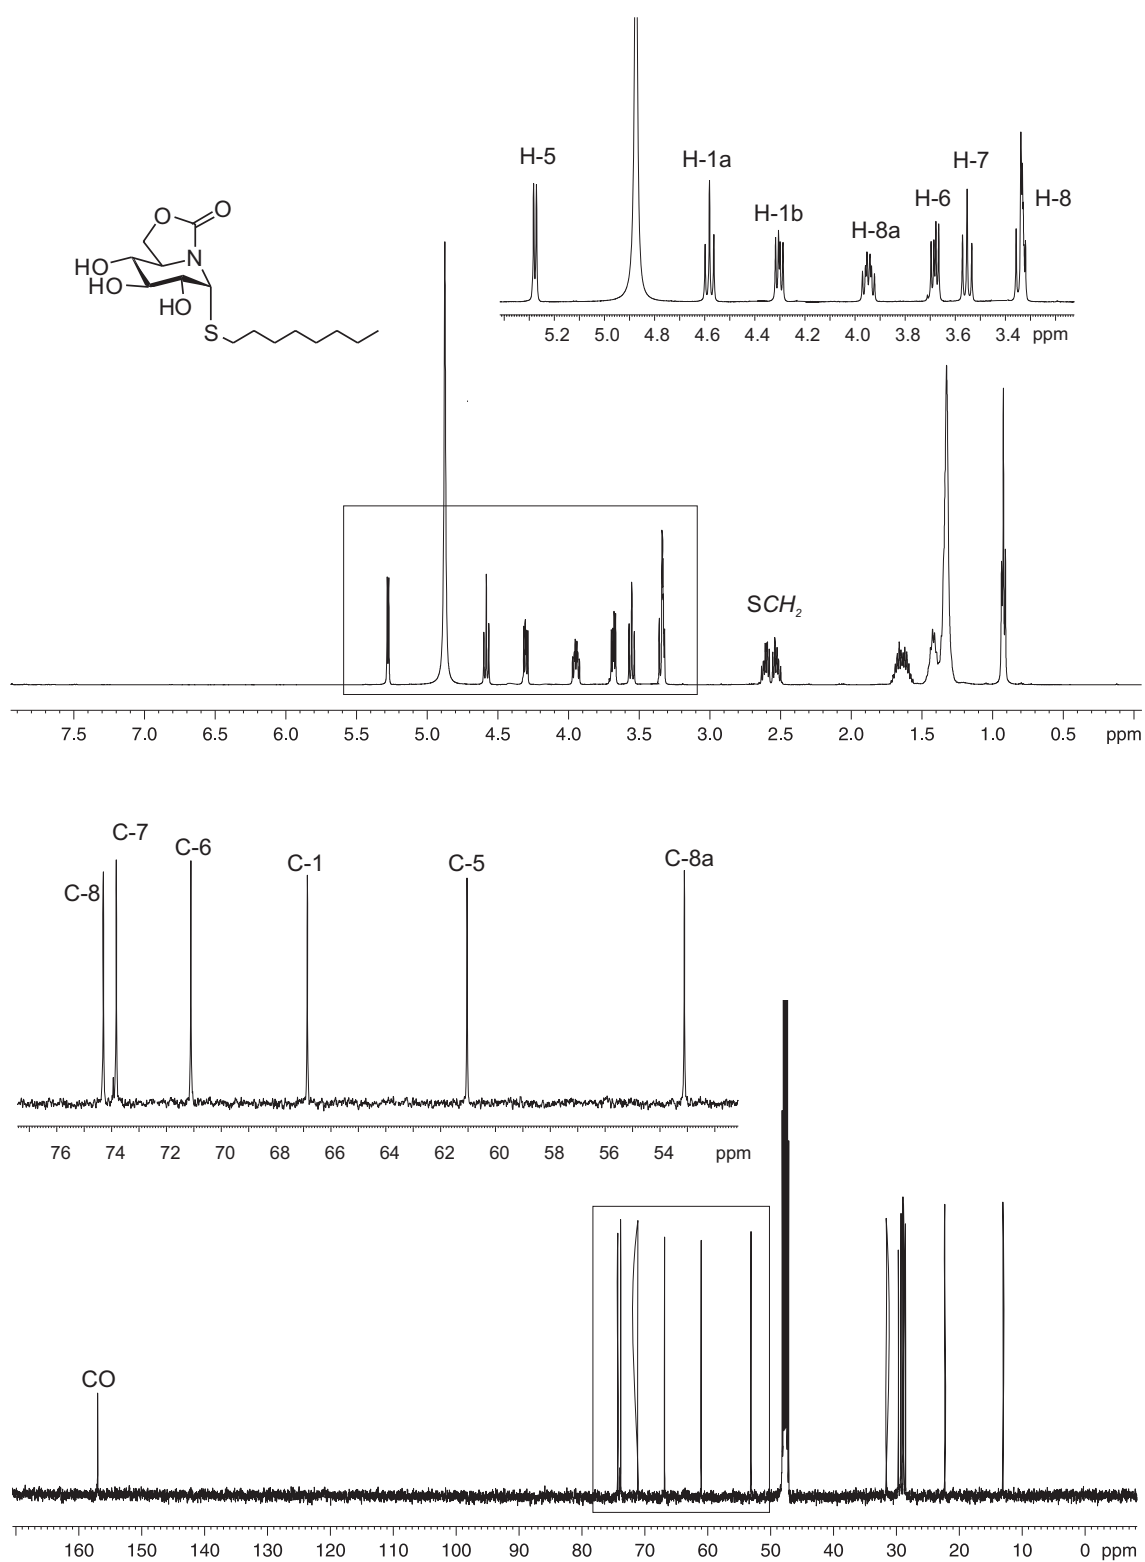 H-5
H-1a
H-1b
H-8a
H-6
H-7
H-8
O
O
N
HO
HO
HO
S
5.2 5.0 4.8 4.6 4.4 4.2 4.0 3.8 3.6 3.4 ppm
SCH2
7.5 7.0 6.5 6.0 5.5 5.0 4.5 4.0 3.5 3.0 2.5 2.0 1.5 1.0 0.5 ppm
C-8
C-7
C-6
C-1
C-5
C-8a
76 74 72 70 68 66 64 62 60 58 56 54 ppm
CO
160 150 140 130 120 110 100 90 80 70 60 50 40 30 20 10 0 ppm